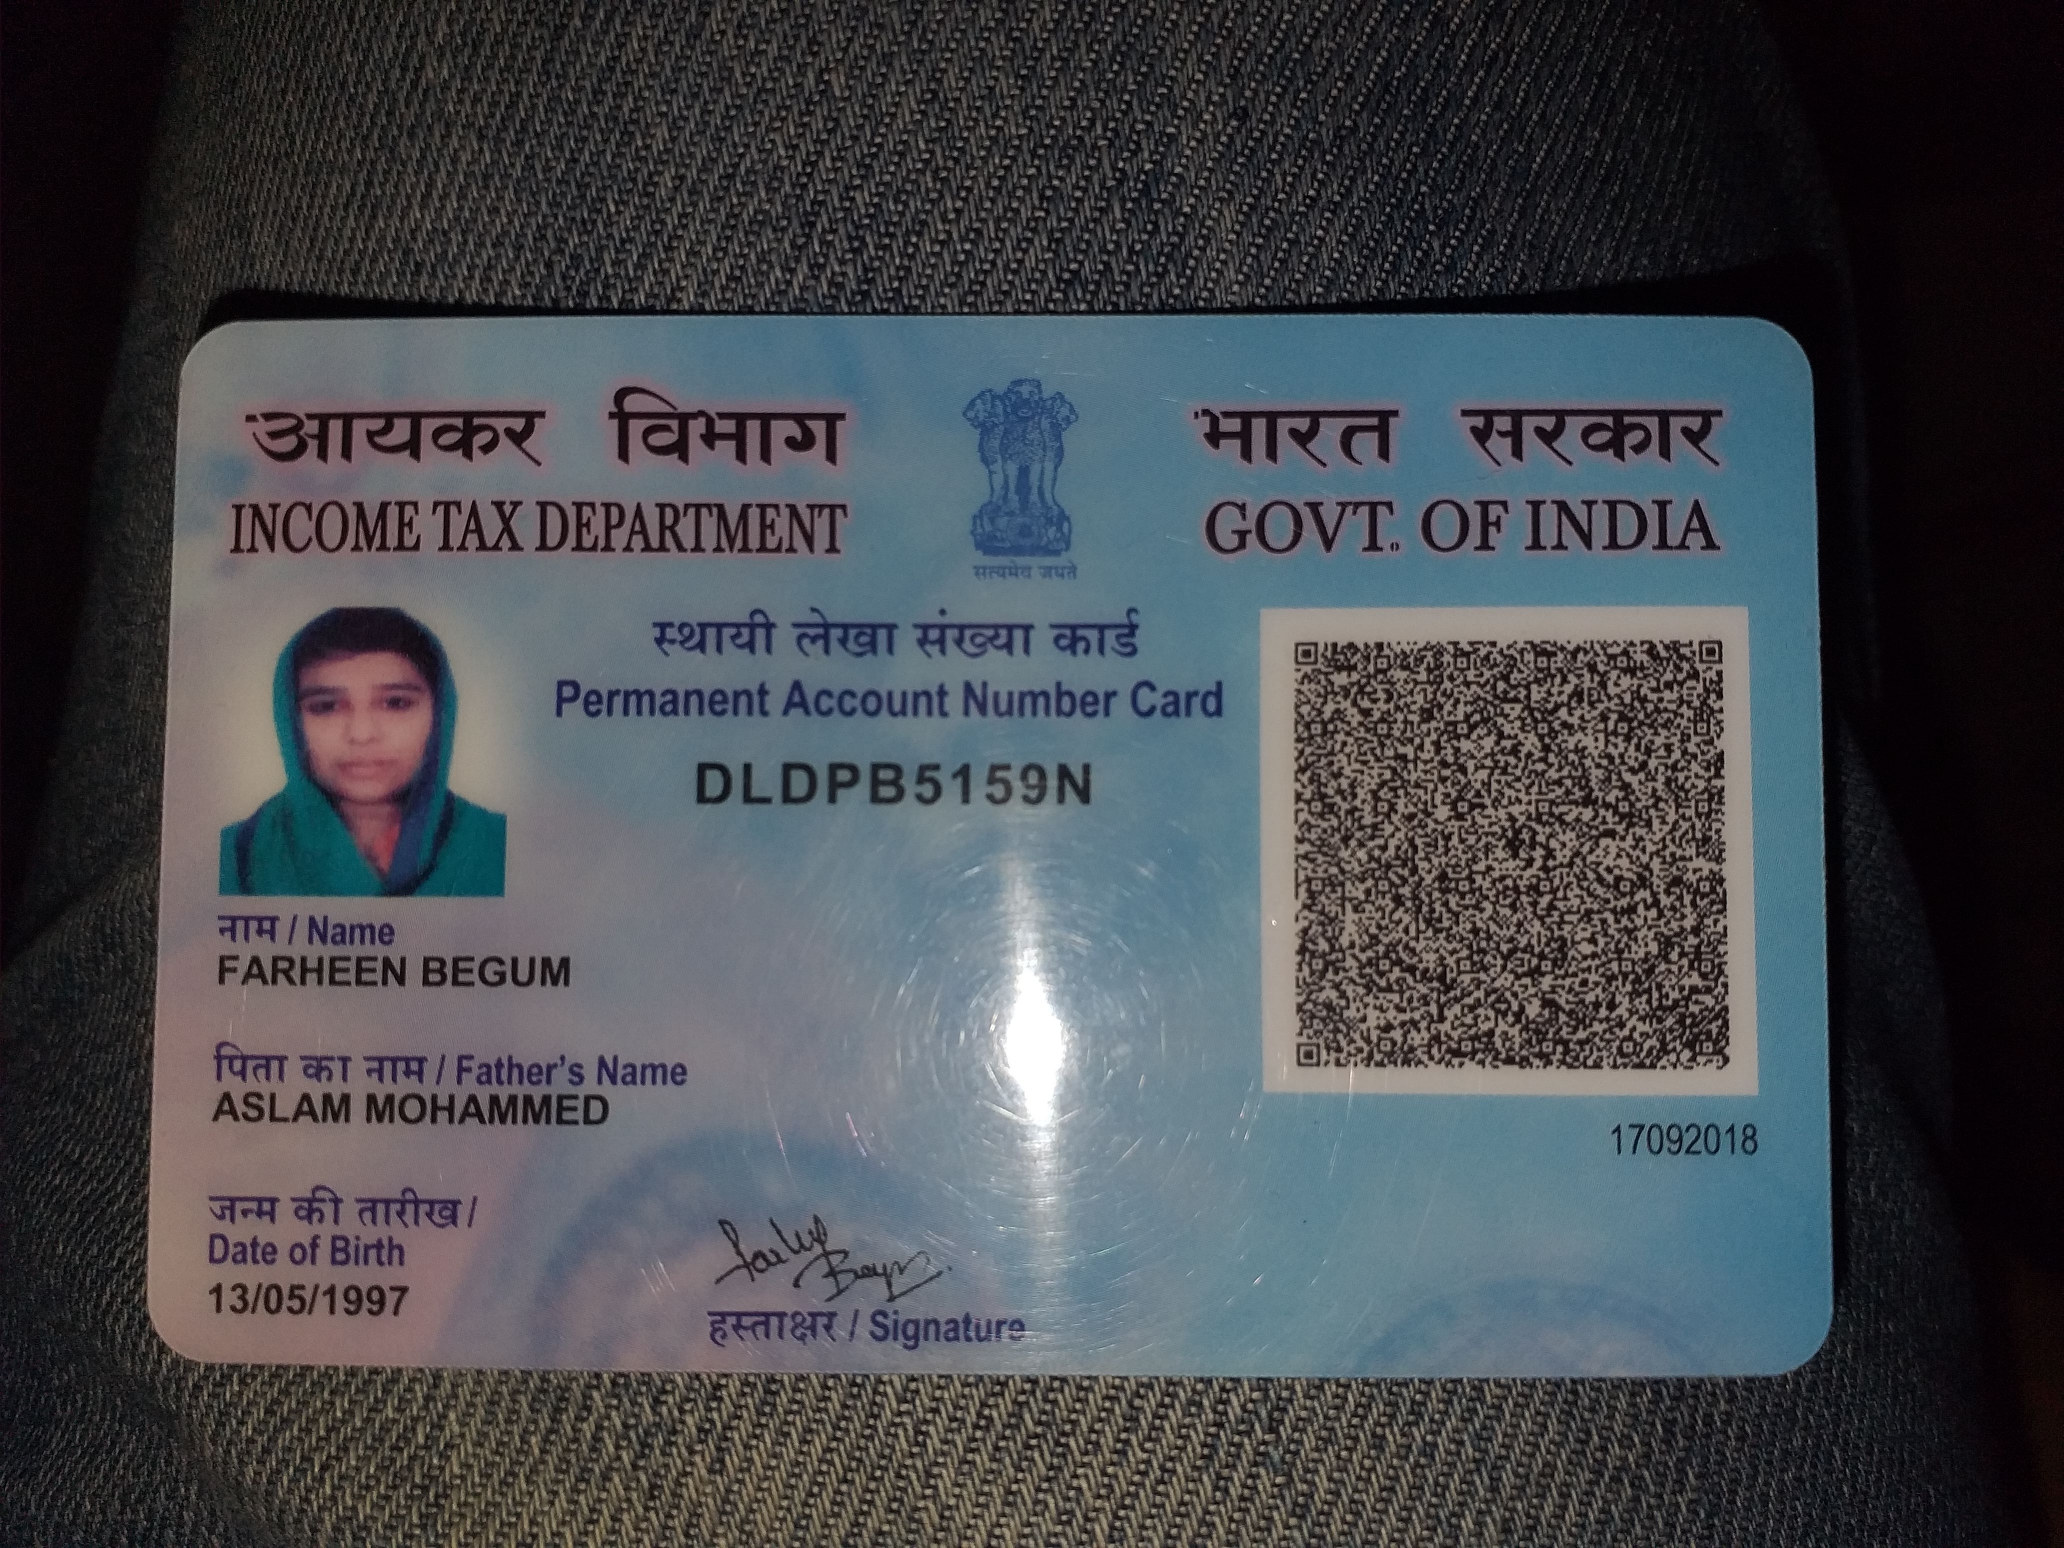 आयकर विभाग
INCOME TAX DEPARTMENT
भारत सरकार
GOVT. OF INDIA
सत्यमेव जयते
स्थायी लेखा संख्या कार्ड
Permanent Account Number Card
DLDPB5159N
नाम / Name
FARHEEN BEGUM
पिता का नाम / Father's Name
ASLAM MOHAMMED
17092018
जन्म की तारीख /
Date of Birth
13/05/1997
हस्ताक्षर / Signature